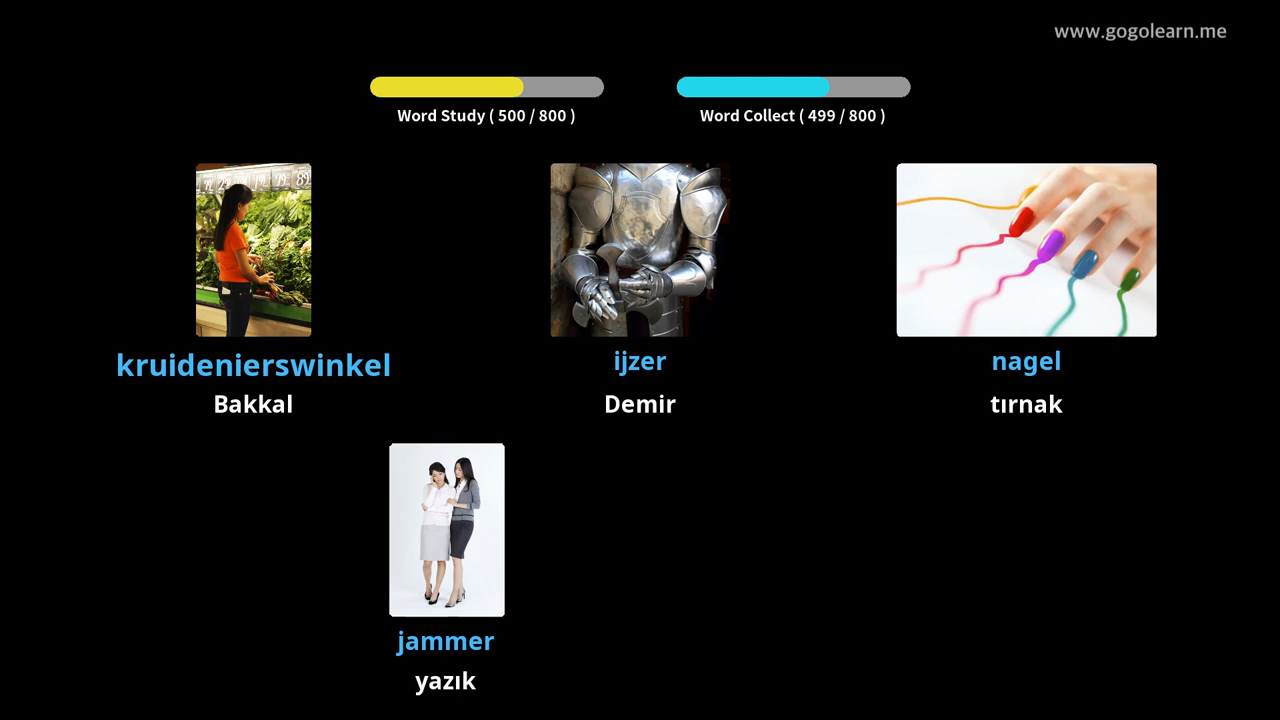 www.gogolearn.me
Word Study ( 500 / 800 )
Word Collect ( 499 / 800 )
kruidenierswinkel
ijzer
nagel
Bakkal
Demir
tırnak
jammer
yazık